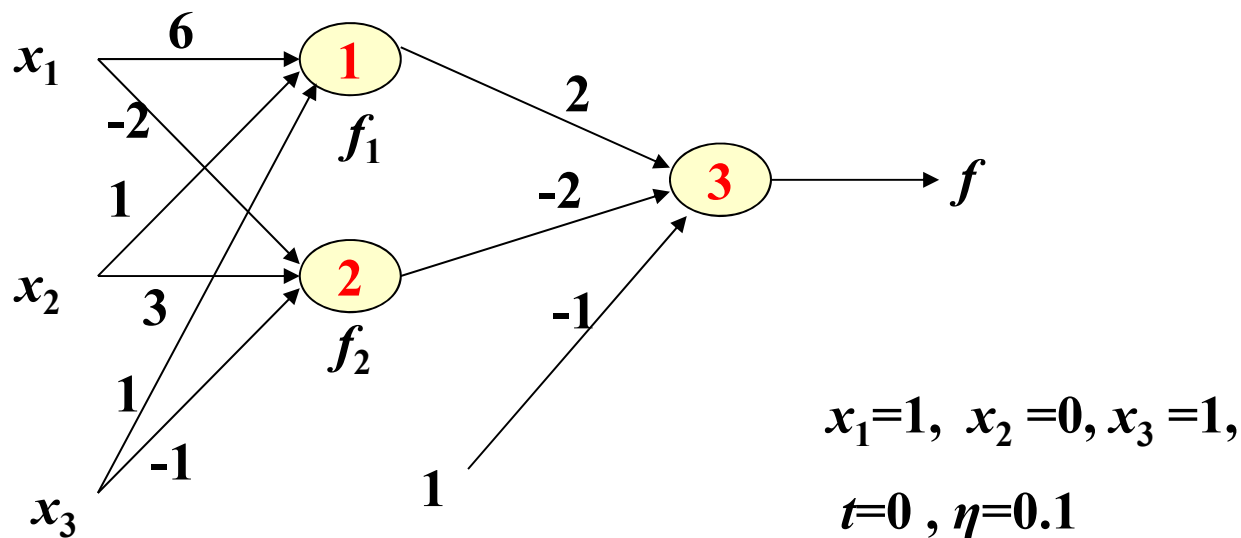 6
x₁
1
2
-2
f₁
3
f
-2
1
x₂
2
3
-1
f₂
1
x₁=1, x₂ =0, x₃ =1,
-1
1
x₃
t=0 , η=0.1